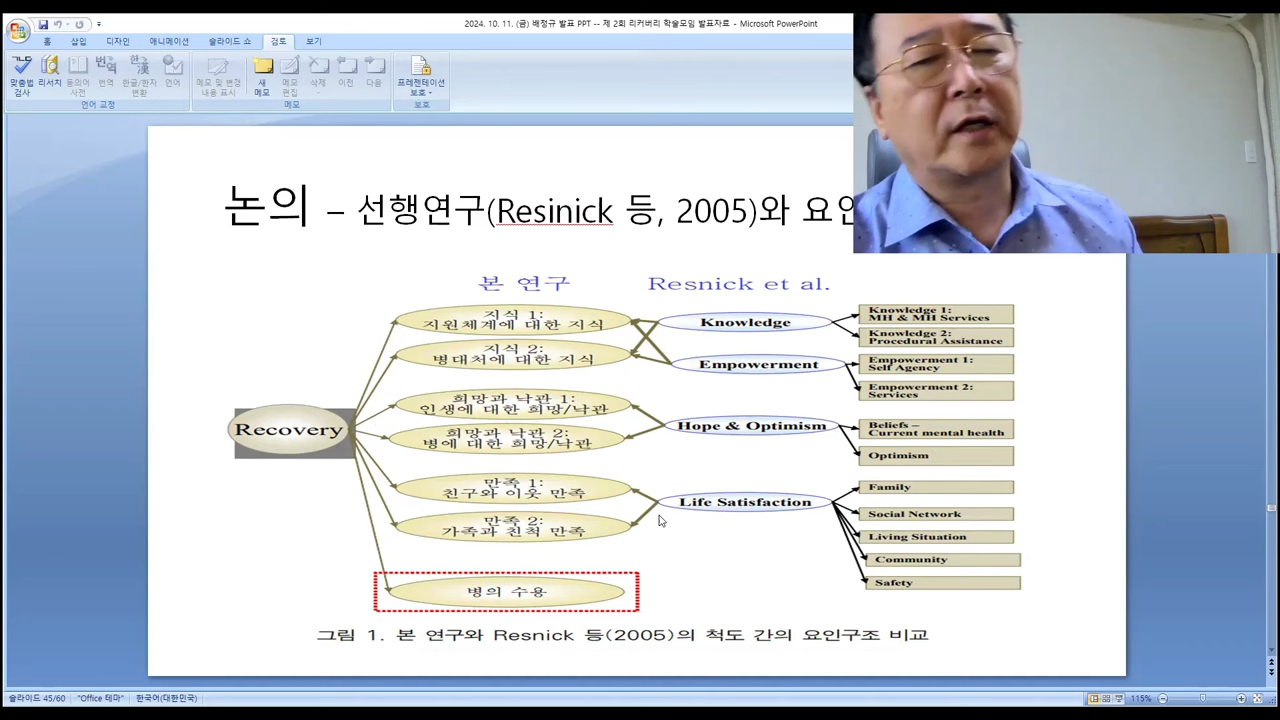 2024. 10. 11. (금) 배정규 발표 PPT -- 제 2회 리커버리 학술모임 발표자료 - Microsoft PowerPoint
홈 삽입 디자인 애니메이션 슬라이드 쇼 검토 보기
맞춤법 검사 리서치 동의어 사전 번역 한글/한자 변환 언어 메모 및 변경 내용 표시 새 메모 메모 편집 삭제 이전 다음 프레젠테이션 보호
언어 교정 메모 보호
논의 – 선행연구(Resinick 등, 2005)와 요인
본 연구 Resnick et al.
지식 1:
지원체계에 대한 지식
지식 2:
병대처에 대한 지식
희망과 낙관 1:
인생에 대한 희망/낙관
희망과 낙관 2:
병에 대한 희망/낙관
만족 1:
친구와 이웃 만족
만족 2:
가족과 친척 만족
병의 수용
Recovery
Knowledge
Empowerment
Hope & Optimism
Life Satisfaction
Knowledge 1:
MH & MH Services
Knowledge 2:
Procedural Assistance
Empowerment 1:
Self Agency
Empowerment 2:
Services
Beliefs –
Current mental health
Optimism
Family
Social Network
Living Situation
Community
Safety
그림 1. 본 연구와 Resnick 등(2005)의 척도 간의 요인구조 비교
슬라이드 45/60 "Office 테마" 한국어(대한민국) 115%